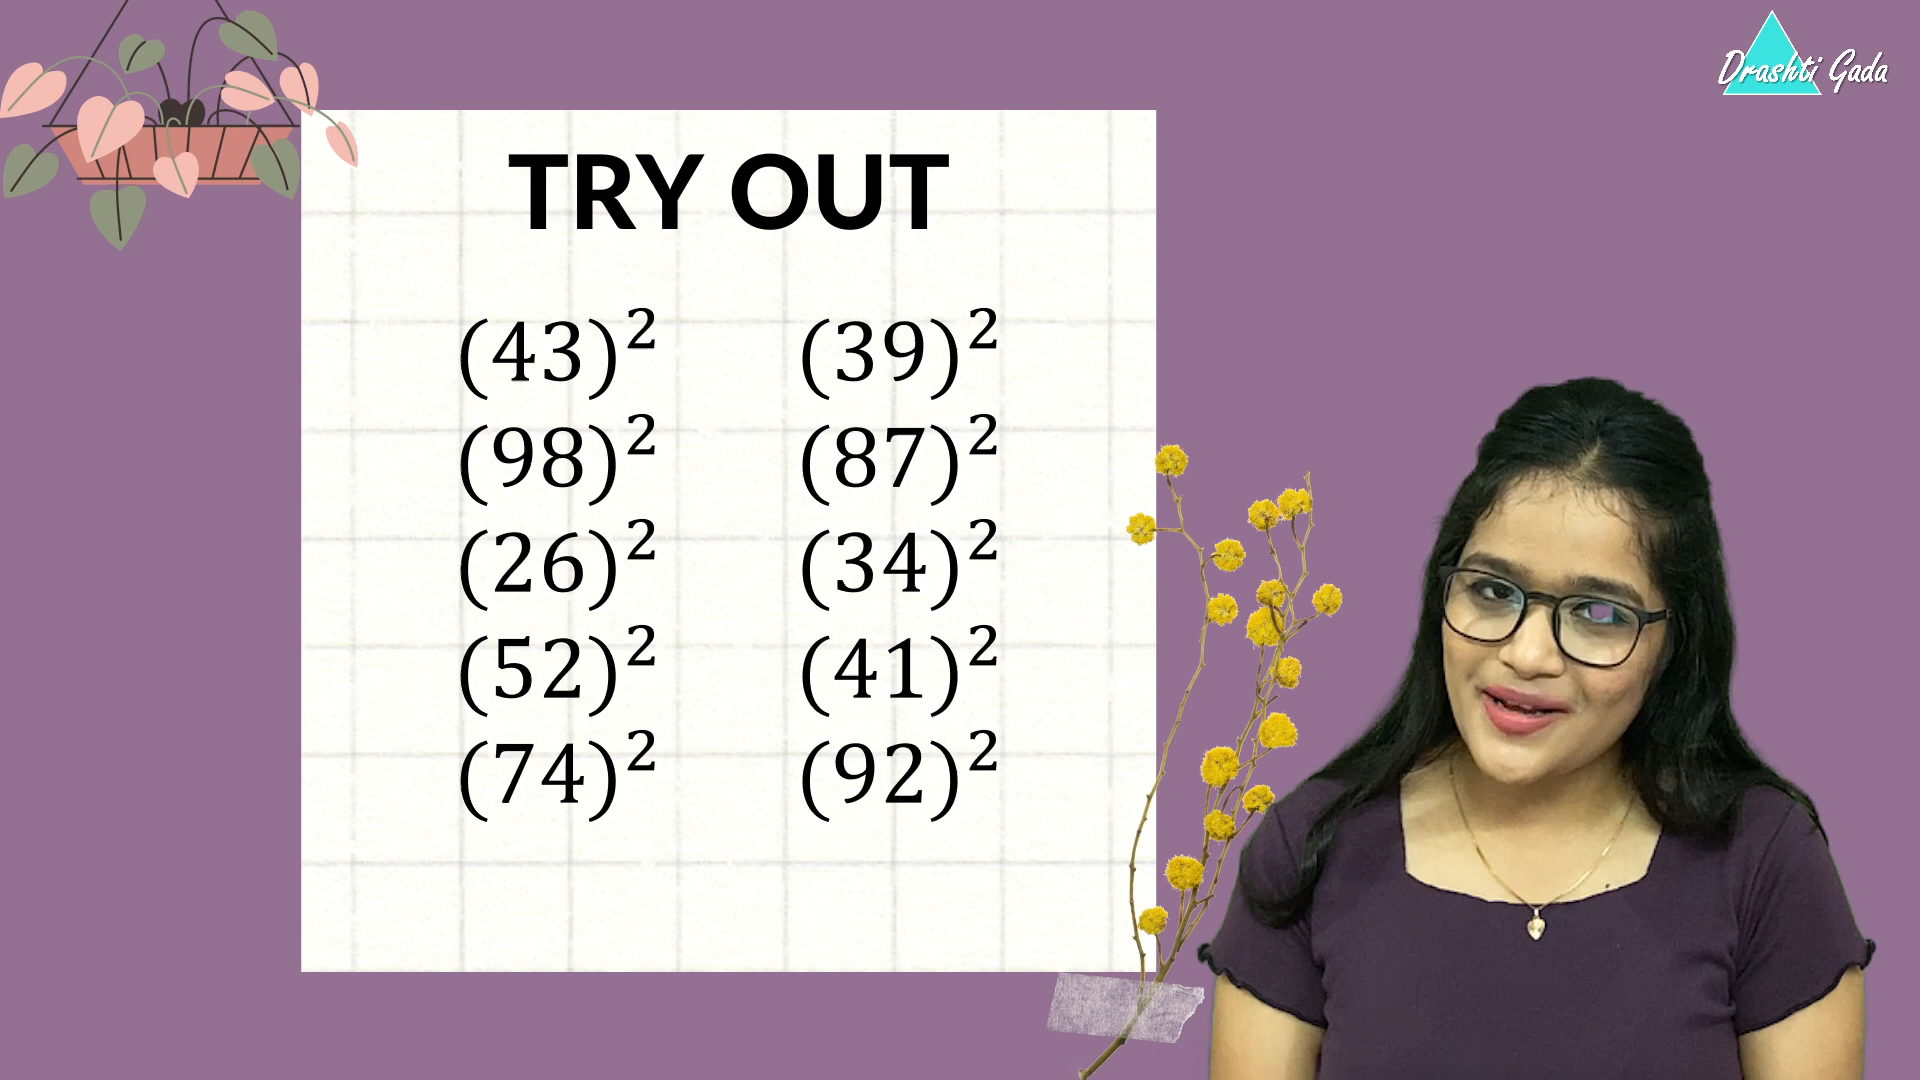 Drashti Gada
TRY OUT
(43)² (39)²
(98)² (87)²
(26)² (34)²
(52)² (41)²
(74)² (92)²